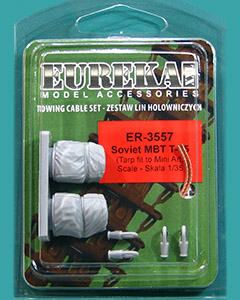 EUREKA
MODEL ACCESSORIES
TOWING CABLE SET - ZESTAW LIN HOLOWNICZYCH
ER-3557
Soviet MBT
(Tarp fit to Mini Art)
Scale - Skala 1/35